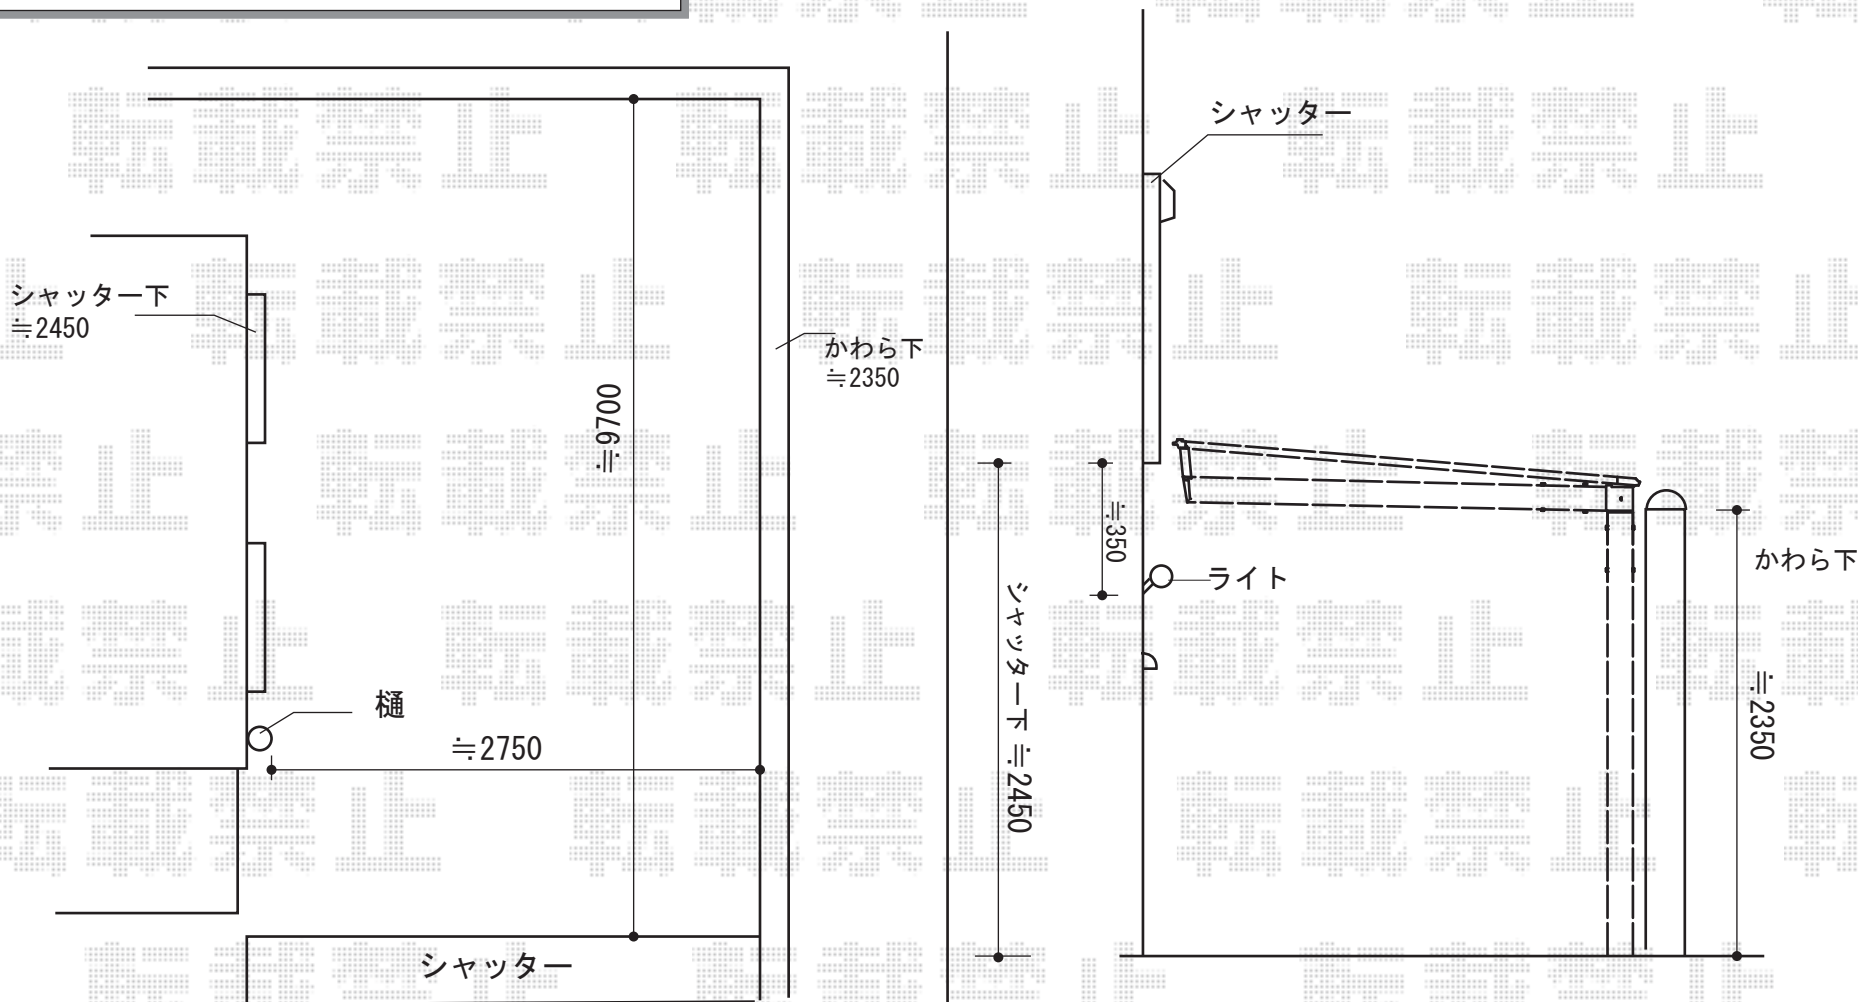 シャッター下
≒2450
≒9700
かわら下
≒2350
樋
≒2750
シャッター
シャッター
≒350
ライト
シャッター下 ≒2450
かわら下
≒2350
転載禁止